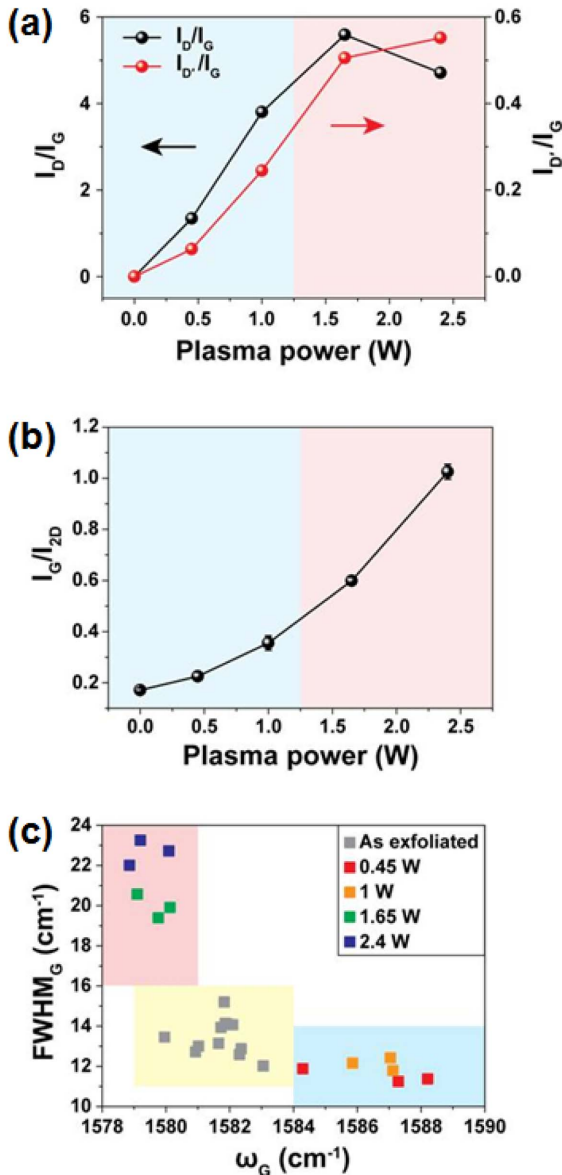 (a)
I_D/I_G
I_D'/I_G
6
4
2
0
I_D/I_G
0.6
0.4
0.2
0.0
I_D'/I_G
0.0 0.5 1.0 1.5 2.0 2.5
Plasma power (W)
(b)
1.2
1.0
0.8
0.6
0.4
0.2
I_G/I_2D
0.0 0.5 1.0 1.5 2.0 2.5
Plasma power (W)
(c)
24
22
20
18
16
14
12
10
FWHM_G (cm⁻¹)
As exfoliated
0.45 W
1 W
1.65 W
2.4 W
1578 1580 1582 1584 1586 1588 1590
ω_G (cm⁻¹)